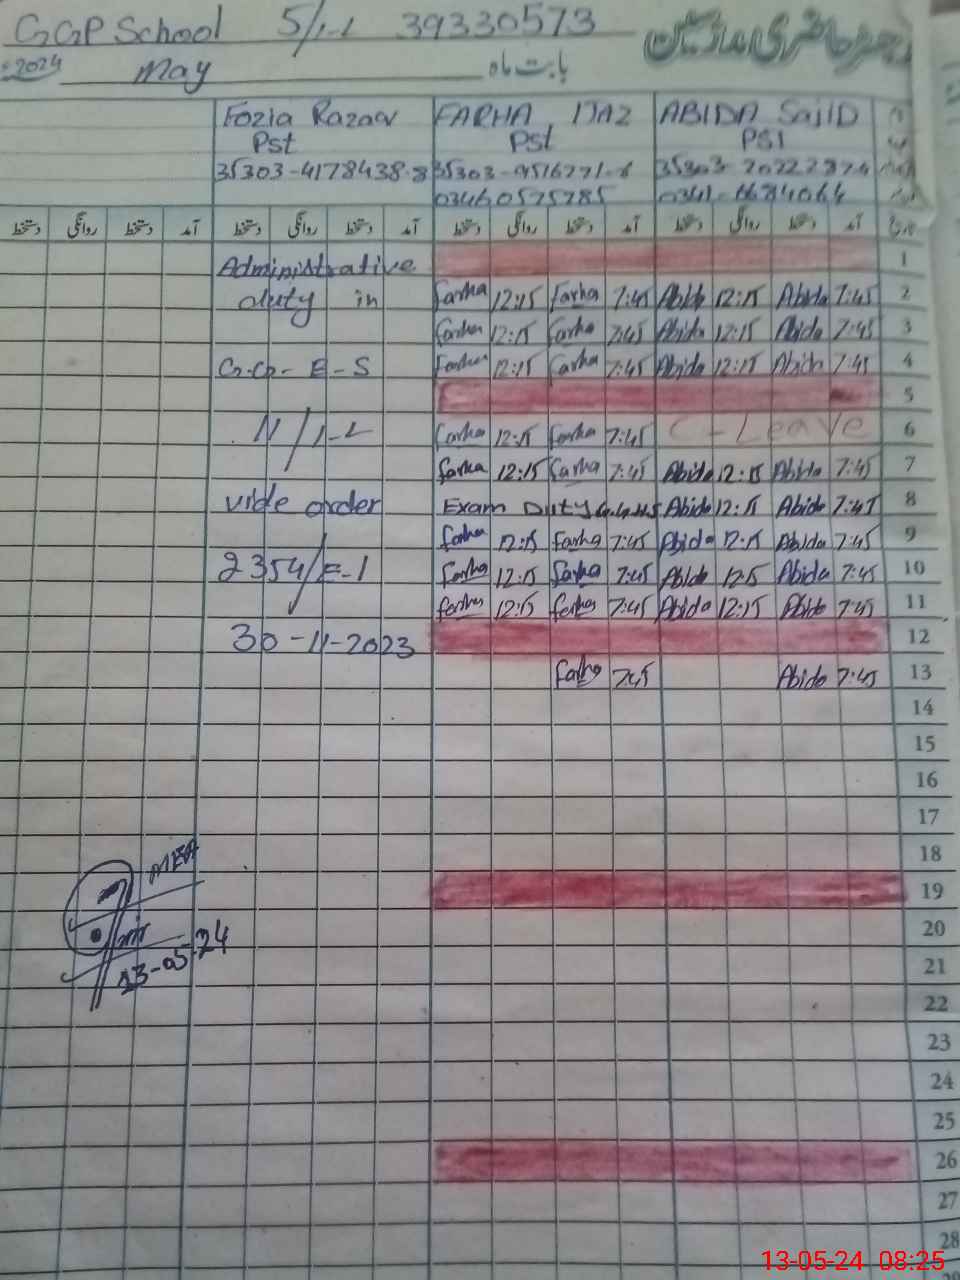 GGP School 5/1-L 39330573 رجسٹر حاضری ملازمین
2024 May بابت ماہ
Fozia Razaq FARHA IJAZ ABIDA SajiD
Pst Pst PST
35303-4178438-8 35303-9516771-6 35303-2022287
03460575785 0341-6684064
دستخط روانگی دستخط آمد دستخط روانگی دستخط آمد دستخط روانگی دستخط آمد دستخط روانگی دستخط آمد تاریخ
Administrative 1
duty in Farha 12:15 Farha 7:45 Abida 12:15 Abida 7:45 2
Farha 12:15 Farha 7:45 Abida 12:15 Abida 7:45 3
G-G-E-S Farha 12:15 Farha 7:45 Abida 12:15 Abida 7:45 4
5
11/1-L Farha 12:15 Farha 7:45 C-Leave 6
Farha 12:15 Farha 7:45 Abida 12:15 Abida 7:45 7
vide order Exam Duty Abida 12:15 Abida 7:45 8
Farha 12:15 Farha 7:45 Abida 12:15 Abida 7:45 9
2354/E-1 Farha 12:15 Farha 7:45 Abida 12:15 Abida 7:45 10
Farha 12:15 Farha 7:45 Abida 12:15 Abida 7:45 11
30-11-2023 12
Farha 7:45 Abida 7:45 13
14
15
16
17
18
MEA
19
20
13-05-24
21
22
23
24
25
26
27
28
13-05-24 08:25